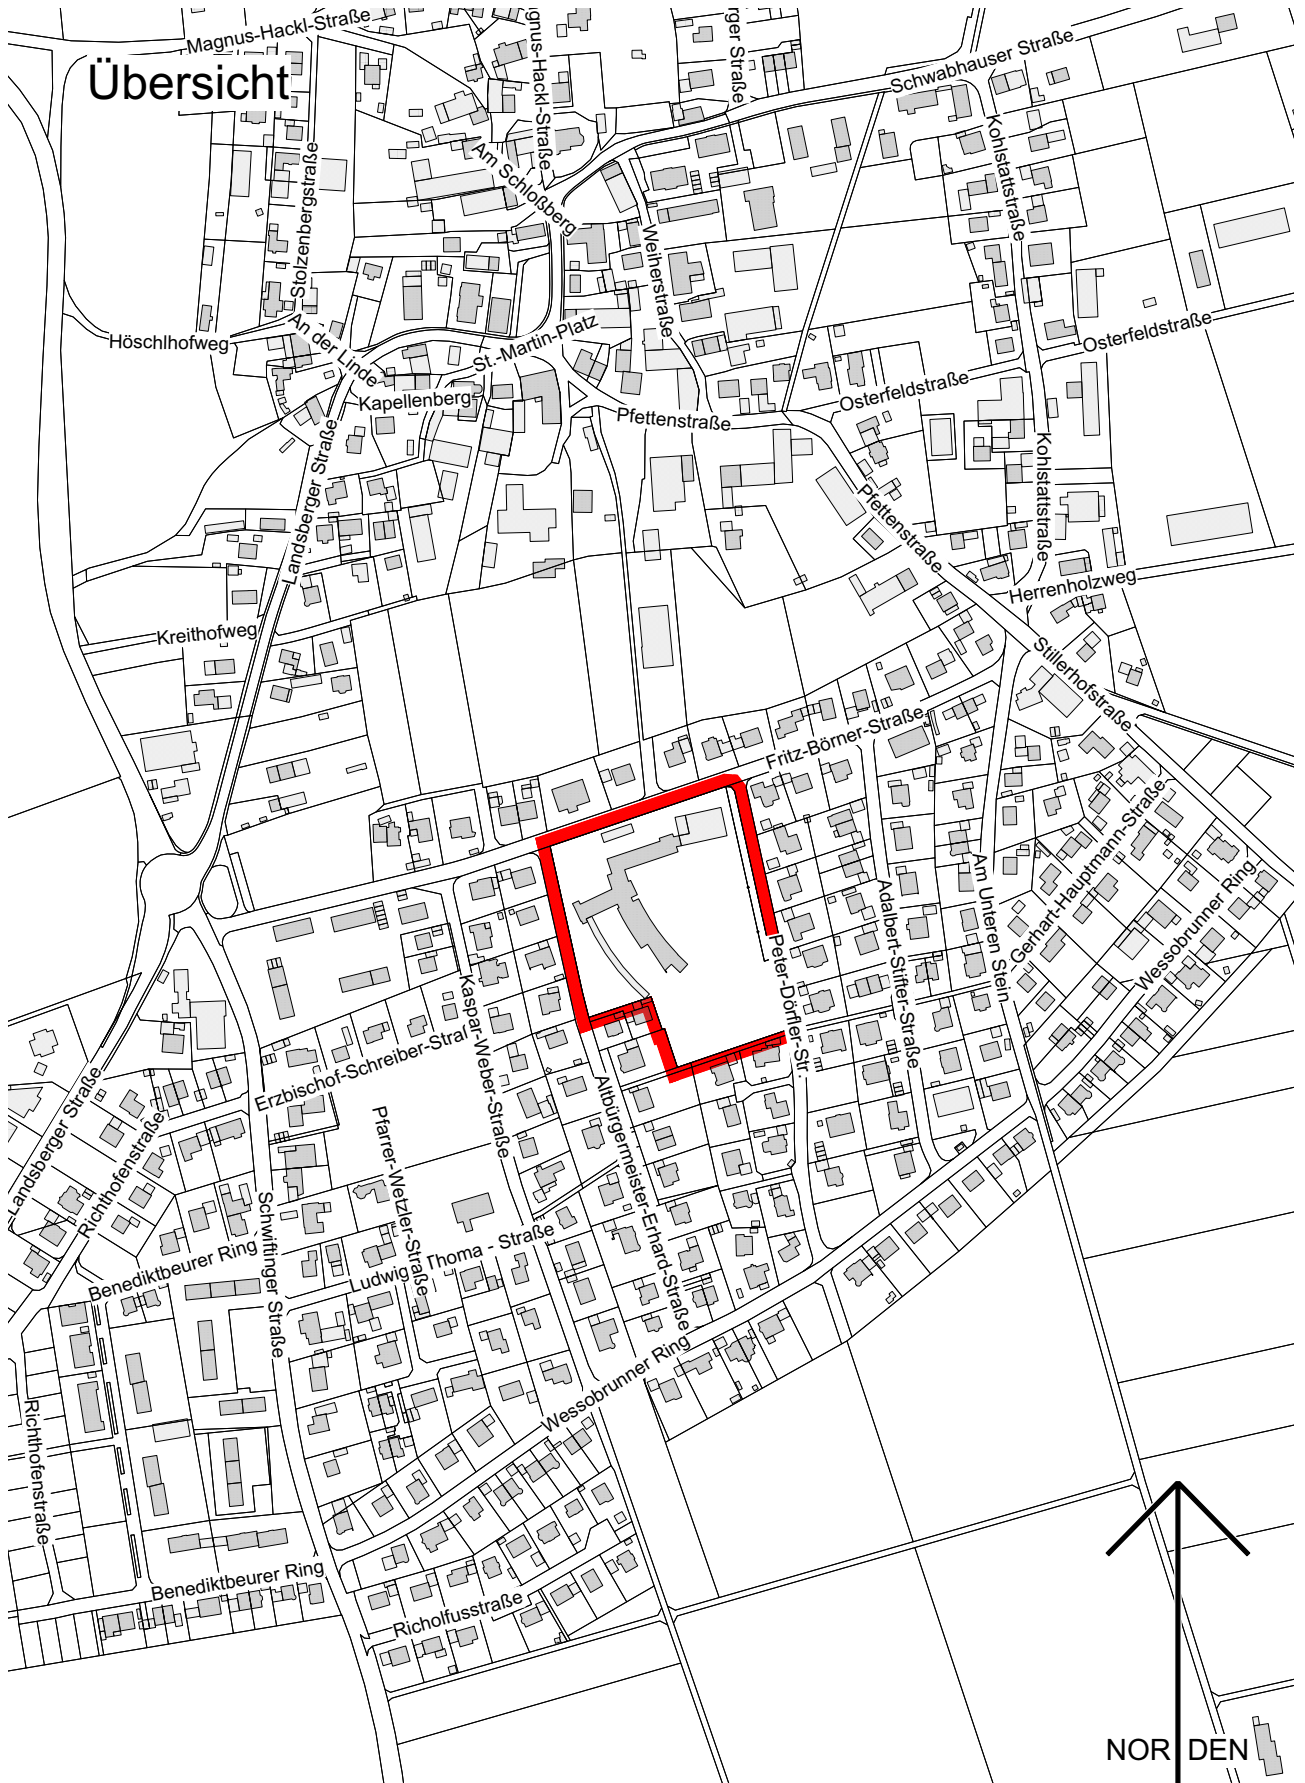 Magnus-Hackl-Straße
Übersicht
gnus-Hackl-Straße
rger Straße
Schwabhauser Straße
Kohlstattstraße
Am Schloßberg
Stolzenbergstraße
Weiherstraße
Höschlhofweg
An der Linde
St.-Martin-Platz
Osterfeldstraße
Kapellenberg
Osterfeldstraße
Pfettenstraße
Landsberger Straße
Pfettenstraße
Kohlstattstraße
Herrenholzweg
Kreithofweg
Stillerhofstraße
Fritz-Börner-Straße
Gerhart-Hauptmann-Straße
Am Unteren Stein
Adalbert-Stifter-Straße
Wessobrunner Ring
Peter-Dörfler-Str.
Kaspar-Weber-Straße
Erzbischof-Schreiber-Straß
Landsberger Straße
Richthofenstraße
Pfarrer-Wetzler-Straße
Altbürgermeister-Erhard-Straße
Schwiftinger Straße
Benediktbeurer Ring
Ludwig - Thoma - Straße
Wessobrunner Ring
Richthofenstraße
Benediktbeurer Ring
Richolfusstraße
NORDEN